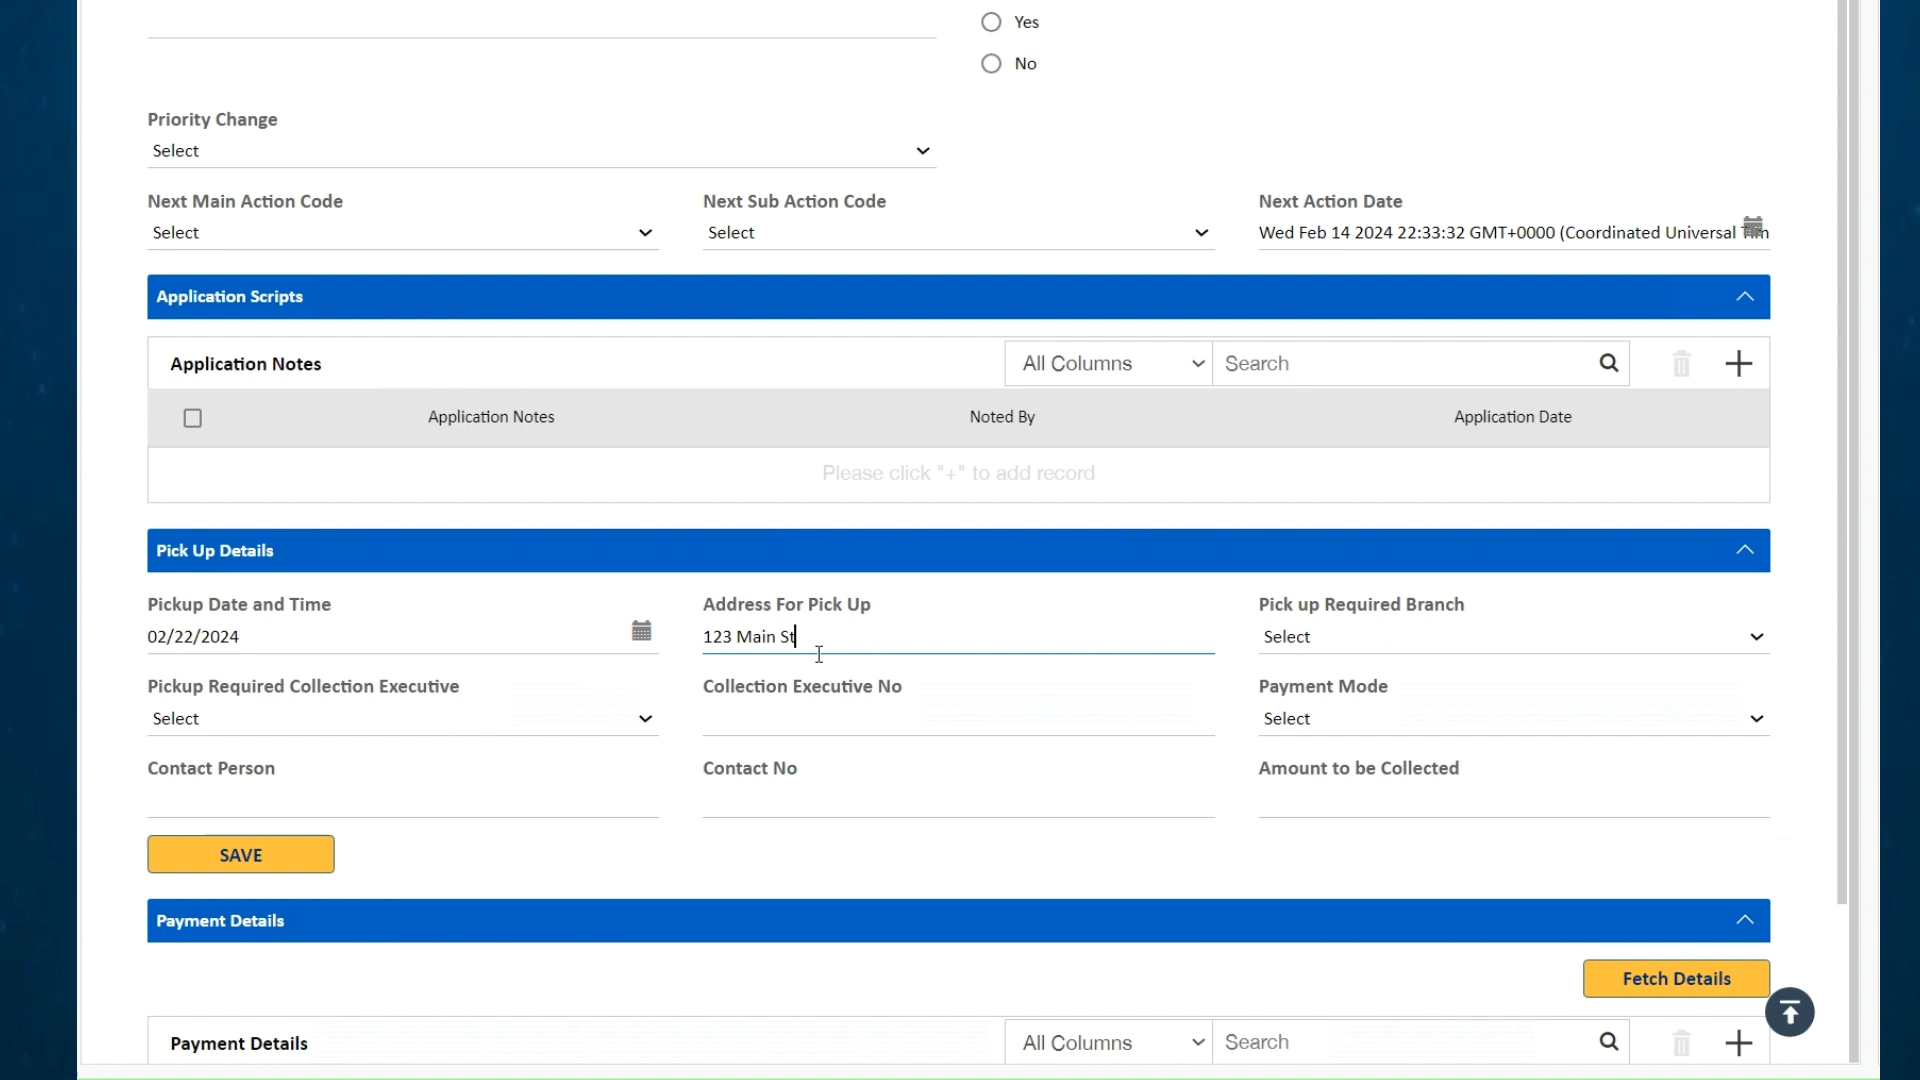 Yes
No
Priority Change
Select
Next Main Action Code Next Sub Action Code Next Action Date
Select Select Wed Feb 14 2024 22:33:32 GMT+0000 (Coordinated Universal Tim
Application Scripts
Application Notes All Columns Search
Application Notes Noted By Application Date
Please click "+" to add record
Pick Up Details
Pickup Date and Time Address For Pick Up Pick up Required Branch
02/22/2024 123 Main St Select
Pickup Required Collection Executive Collection Executive No Payment Mode
Select Select
Contact Person Contact No Amount to be Collected
SAVE
Payment Details
Fetch Details
Payment Details All Columns Search